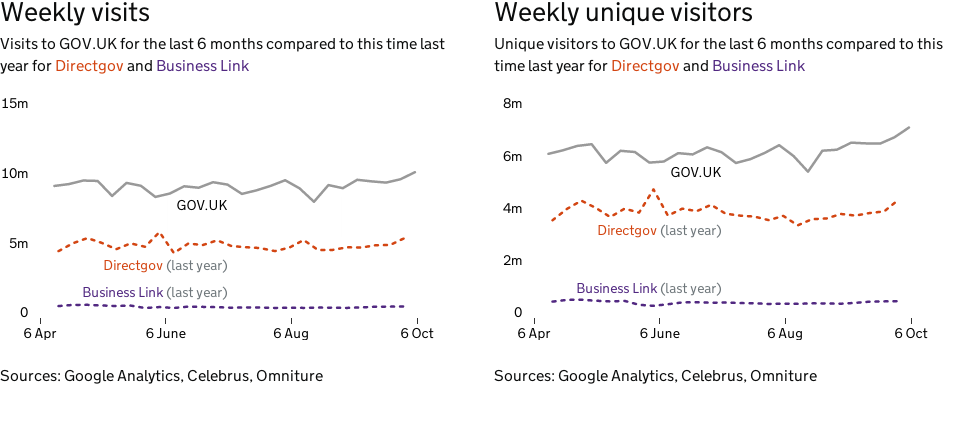 Weekly visits
Visits to GOV.UK for the last 6 months compared to this time last
year for Directgov and Business Link
15m
10m
GOV.UK
5m
Directgov (last year)
Business Link (last year)
0
6 Apr
6 June
6 Aug
6 Oct
Sources: Google Analytics, Celebrus, Omniture
Weekly unique visitors
Unique visitors to GOV.UK for the last 6 months compared to this
time last year for Directgov and Business Link
8m
6m
GOV.UK
4m
Directgov (last year)
2m
Business Link (last year)
0
6 Apr
6 June
6 Aug
6 Oct
Sources: Google Analytics, Celebrus, Omniture